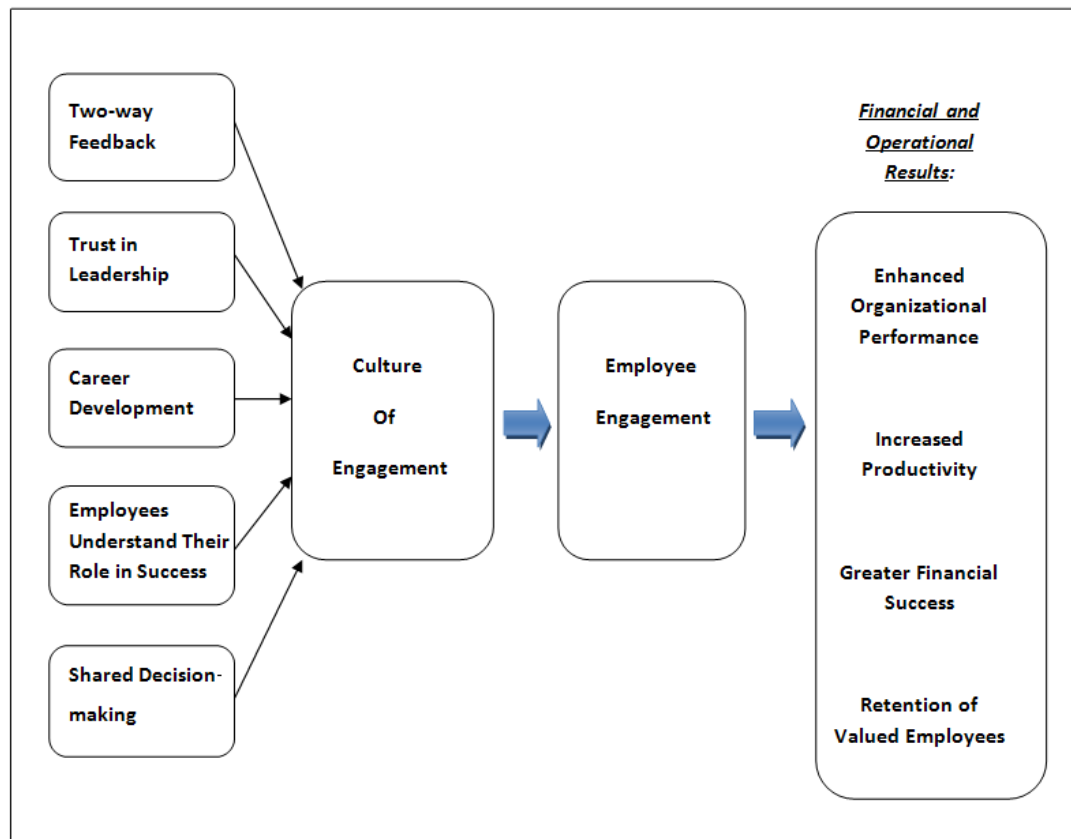 Two-way
Feedback
Trust in
Leadership
Career
Development
Employees
Understand Their
Role in Success
Shared Decision-
making
Culture
Of
Engagement
Employee
Engagement
Financial and
Operational
Results:
Enhanced
Organizational
Performance
Increased
Productivity
Greater Financial
Success
Retention of
Valued Employees